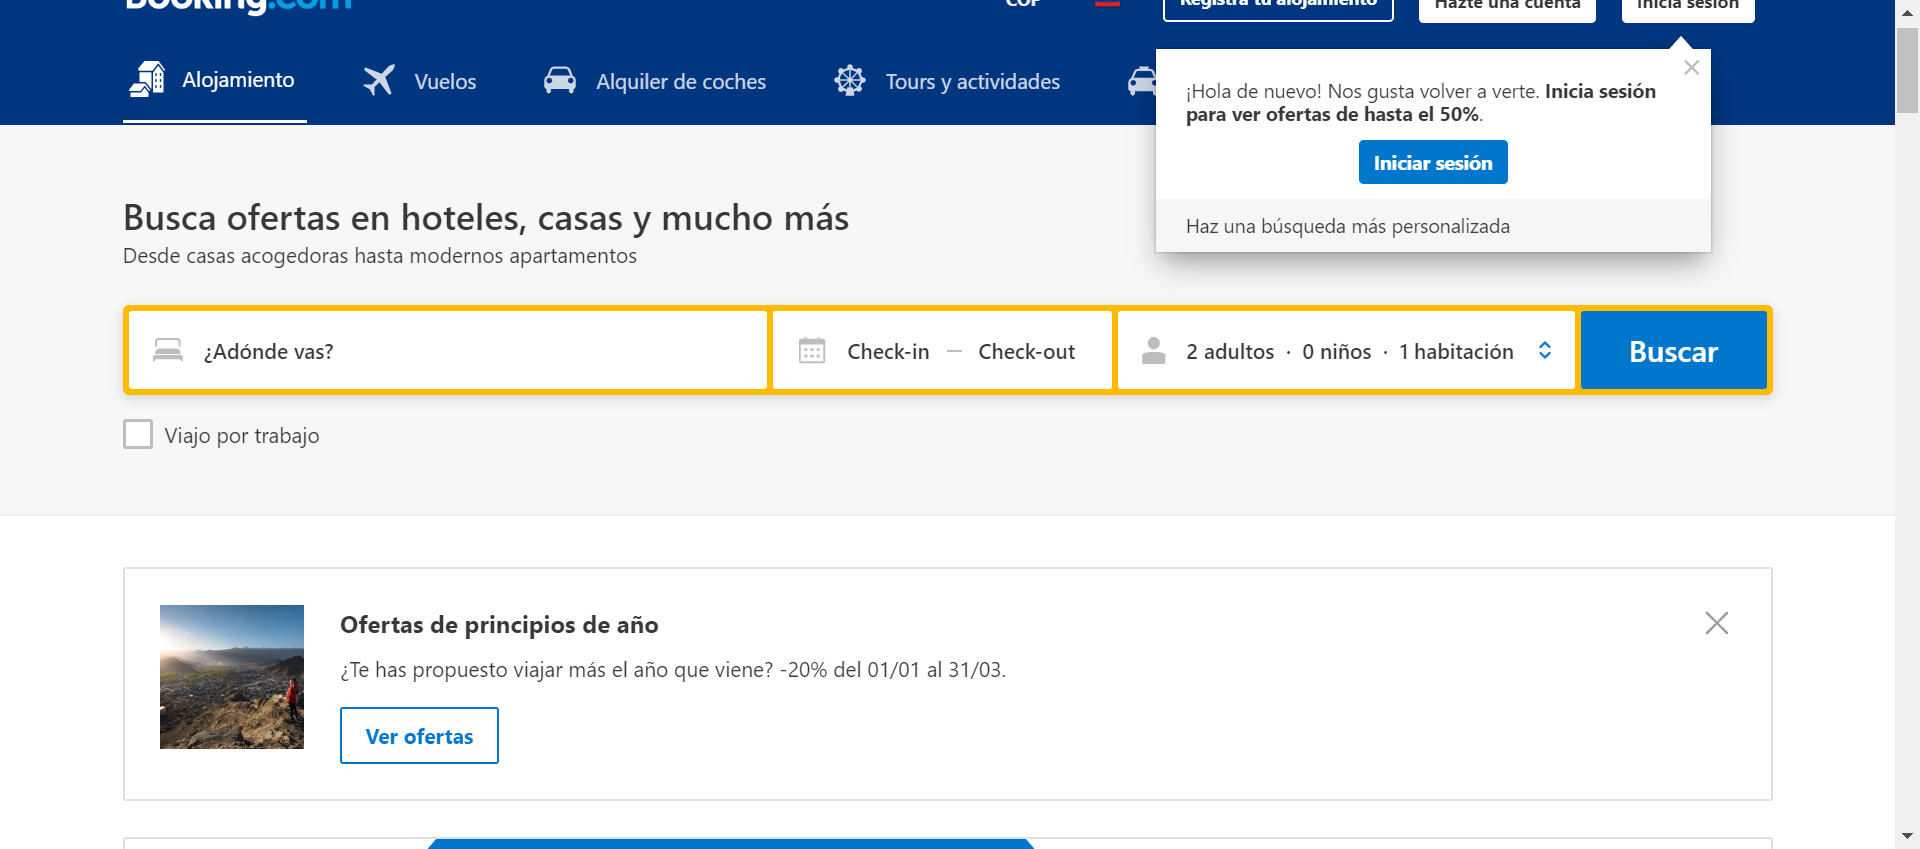 Booking.com
COP
Registra tu alojamiento
Hazte una cuenta
Inicia sesión
Alojamiento
Vuelos
Alquiler de coches
Tours y actividades
¡Hola de nuevo! Nos gusta volver a verte. Inicia sesión
para ver ofertas de hasta el 50%.
Iniciar sesión
Haz una búsqueda más personalizada
Busca ofertas en hoteles, casas y mucho más
Desde casas acogedoras hasta modernos apartamentos
¿Adónde vas?
Check-in — Check-out
2 adultos · 0 niños · 1 habitación
Buscar
Viajo por trabajo
Ofertas de principios de año
¿Te has propuesto viajar más el año que viene? -20% del 01/01 al 31/03.
Ver ofertas